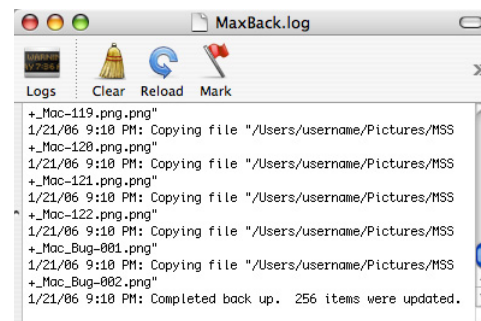 MaxBack.log
Logs Clear Reload Mark
+_Mac-119.png.png"
1/21/06 9:10 PM: Copying file "/Users/username/Pictures/MSS
+_Mac-120.png.png"
1/21/06 9:10 PM: Copying file "/Users/username/Pictures/MSS
+_Mac-121.png.png"
1/21/06 9:10 PM: Copying file "/Users/username/Pictures/MSS
+_Mac-122.png.png"
1/21/06 9:10 PM: Copying file "/Users/username/Pictures/MSS
+_Mac_Bug-001.png"
1/21/06 9:10 PM: Copying file "/Users/username/Pictures/MSS
+_Mac_Bug-002.png"
1/21/06 9:10 PM: Completed back up.  256 items were updated.